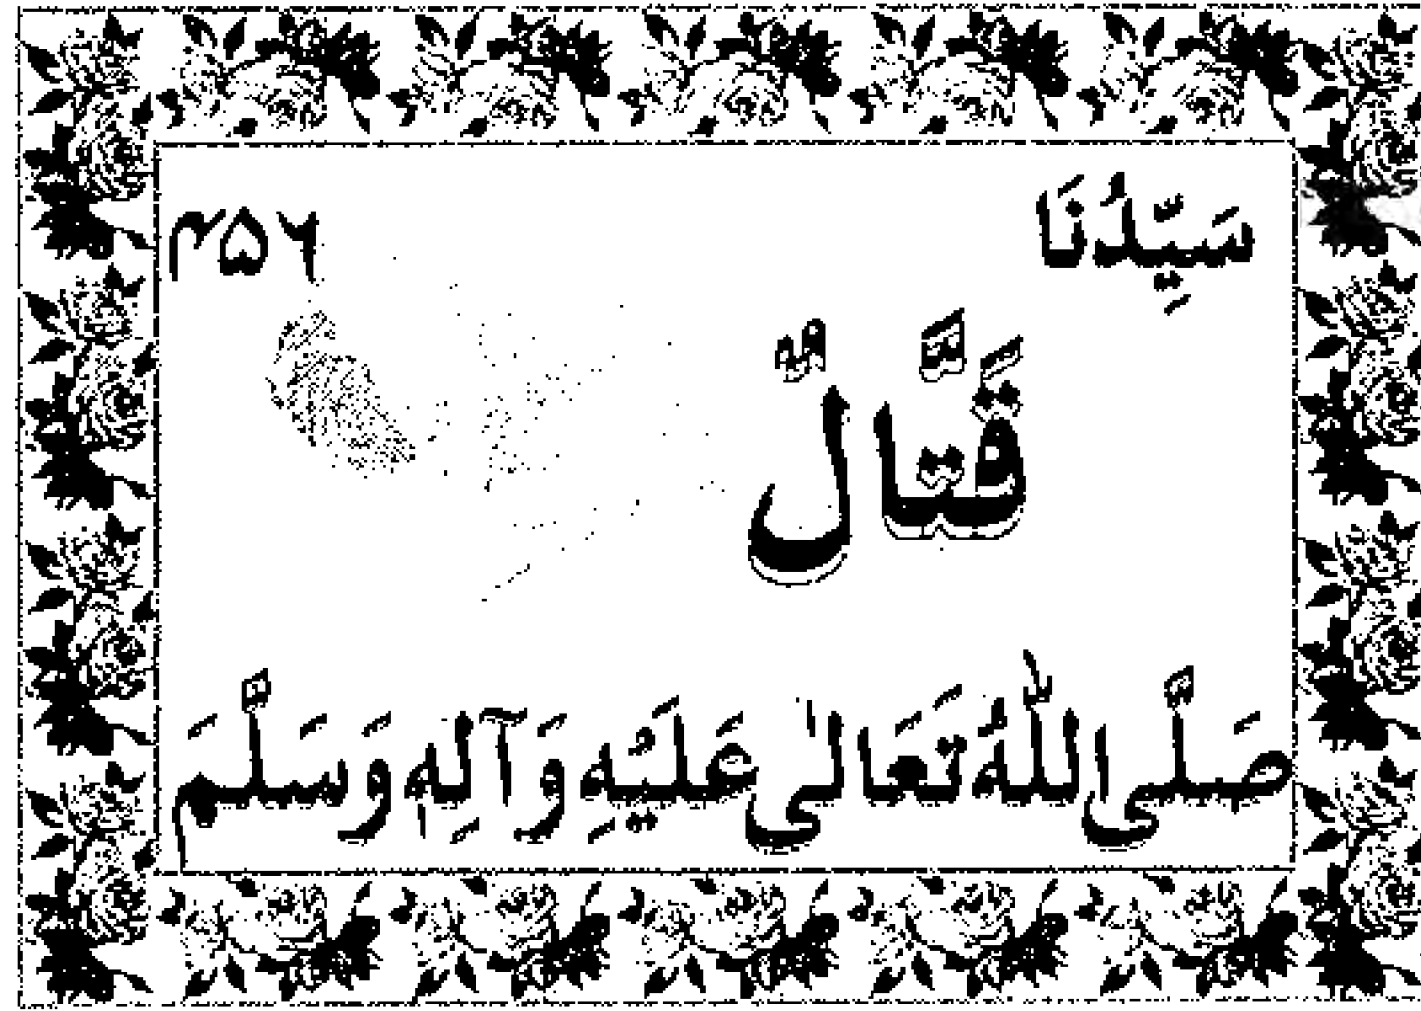 سَيِّدُنَا ۴۵۶
قَتَّالٌ
صَلَّى اللّٰهُ تَعَالٰى عَلَيْهِ وَآلِهٖ وَسَلَّمَ